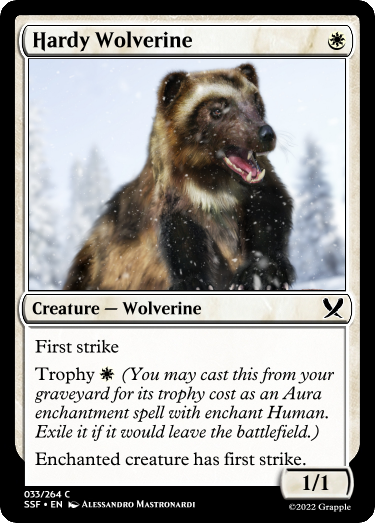 Hardy Wolverine
Creature — Wolverine
First strike
Trophy (You may cast this from your
graveyard for its trophy cost as an Aura
enchantment spell with enchant Human.
Exile it if it would leave the battlefield.)
Enchanted creature has first strike.
1/1
033/264 C
SSF • EN Alessandro Mastronardi
©2022 Grapple